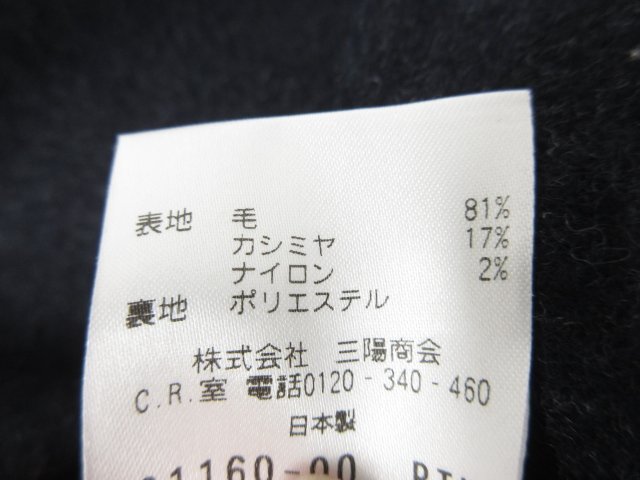 表地 毛 81%
カシミヤ 17%
ナイロン 2%
裏地 ポリエステル
株式会社 三陽商会
C.R.室 電話0120-340-460
日本製